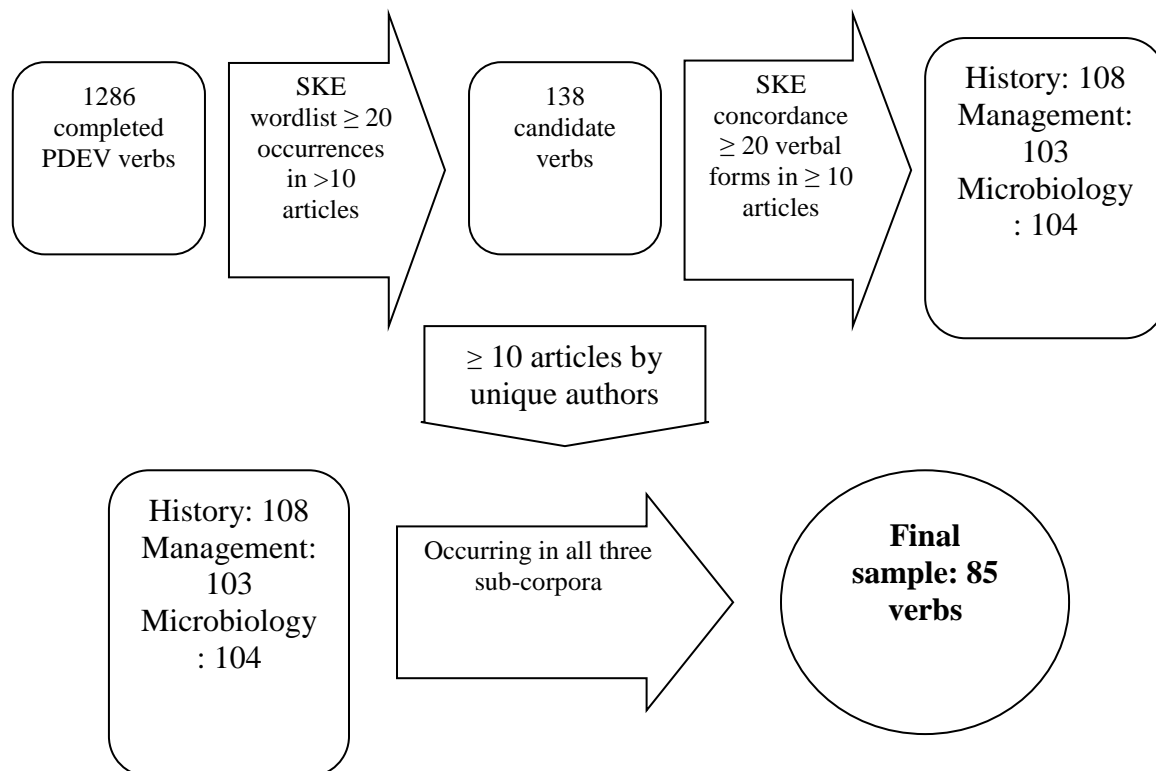 1286
completed
PDEV verbs
SKE
wordlist ≥ 20
occurrences
in >10
articles
138
candidate
verbs
SKE
concordance
≥ 20 verbal
forms in ≥ 10
articles
History: 108
Management:
103
Microbiology
: 104
≥ 10 articles by
unique authors
History: 108
Management:
103
Microbiology
: 104
Occurring in all three
sub-corpora
Final
sample: 85
verbs